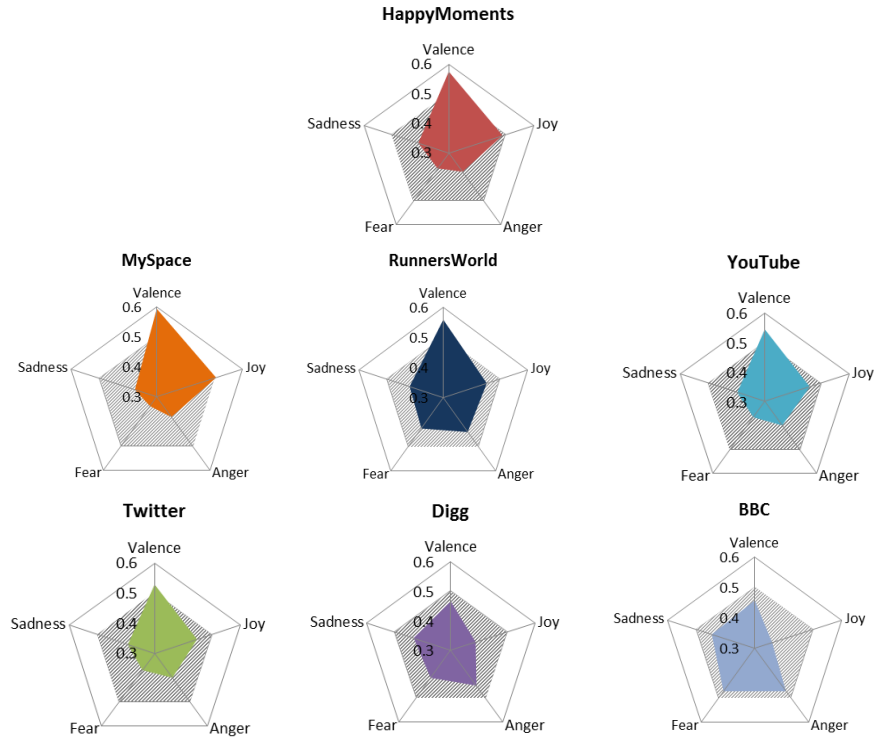 HappyMoments
Valence
0.6
0.5
Sadness
Joy
0.4
0.3
Fear
Anger
MySpace
Valence
0.6
0.5
Sadness
Joy
0.4
0.3
Fear
Anger
RunnersWorld
Valence
0.6
0.5
Sadness
Joy
0.4
0.3
Fear
Anger
YouTube
Valence
0.6
0.5
Sadness
Joy
0.4
0.3
Fear
Anger
Twitter
Valence
0.6
0.5
Sadness
Joy
0.4
0.3
Fear
Anger
Digg
Valence
0.6
0.5
Sadness
Joy
0.4
0.3
Fear
Anger
BBC
Valence
0.6
0.5
Sadness
Joy
0.4
0.3
Fear
Anger